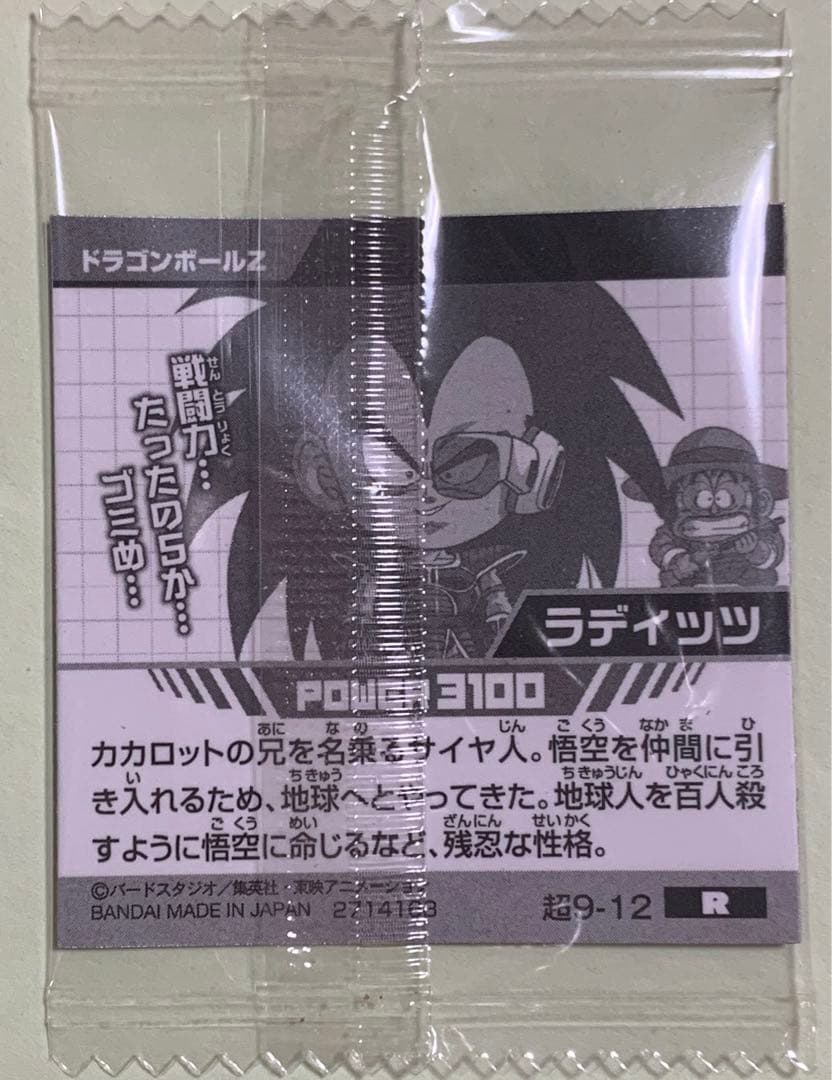 ドラゴンボールZ
戦闘力…
たったの5か…
ゴミめ…
ラディッツ
POWER 3100
カカロットの兄を名乗るサイヤ人。悟空を仲間に引
き入れるため、地球へとやってきた。地球人を百人殺
すように悟空に命じるなど、残忍な性格。
©バードスタジオ/集英社・東映アニメーション
BANDAI MADE IN JAPAN 2714163
超9-12 R